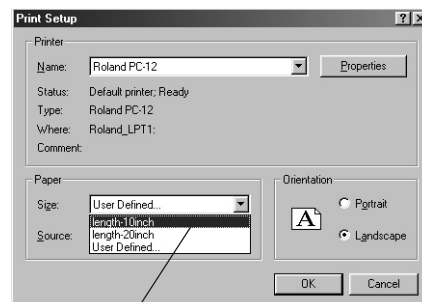 Print Setup
Printer
Name: Roland PC-12 Properties
Status: Default printer; Ready
Type: Roland PC-12
Where: Roland_LPT1:
Comment:
Paper
Size: User Defined...
length-10inch
Source: length-20inch
User Defined...
Orientation
A
Portrait
Landscape
OK Cancel